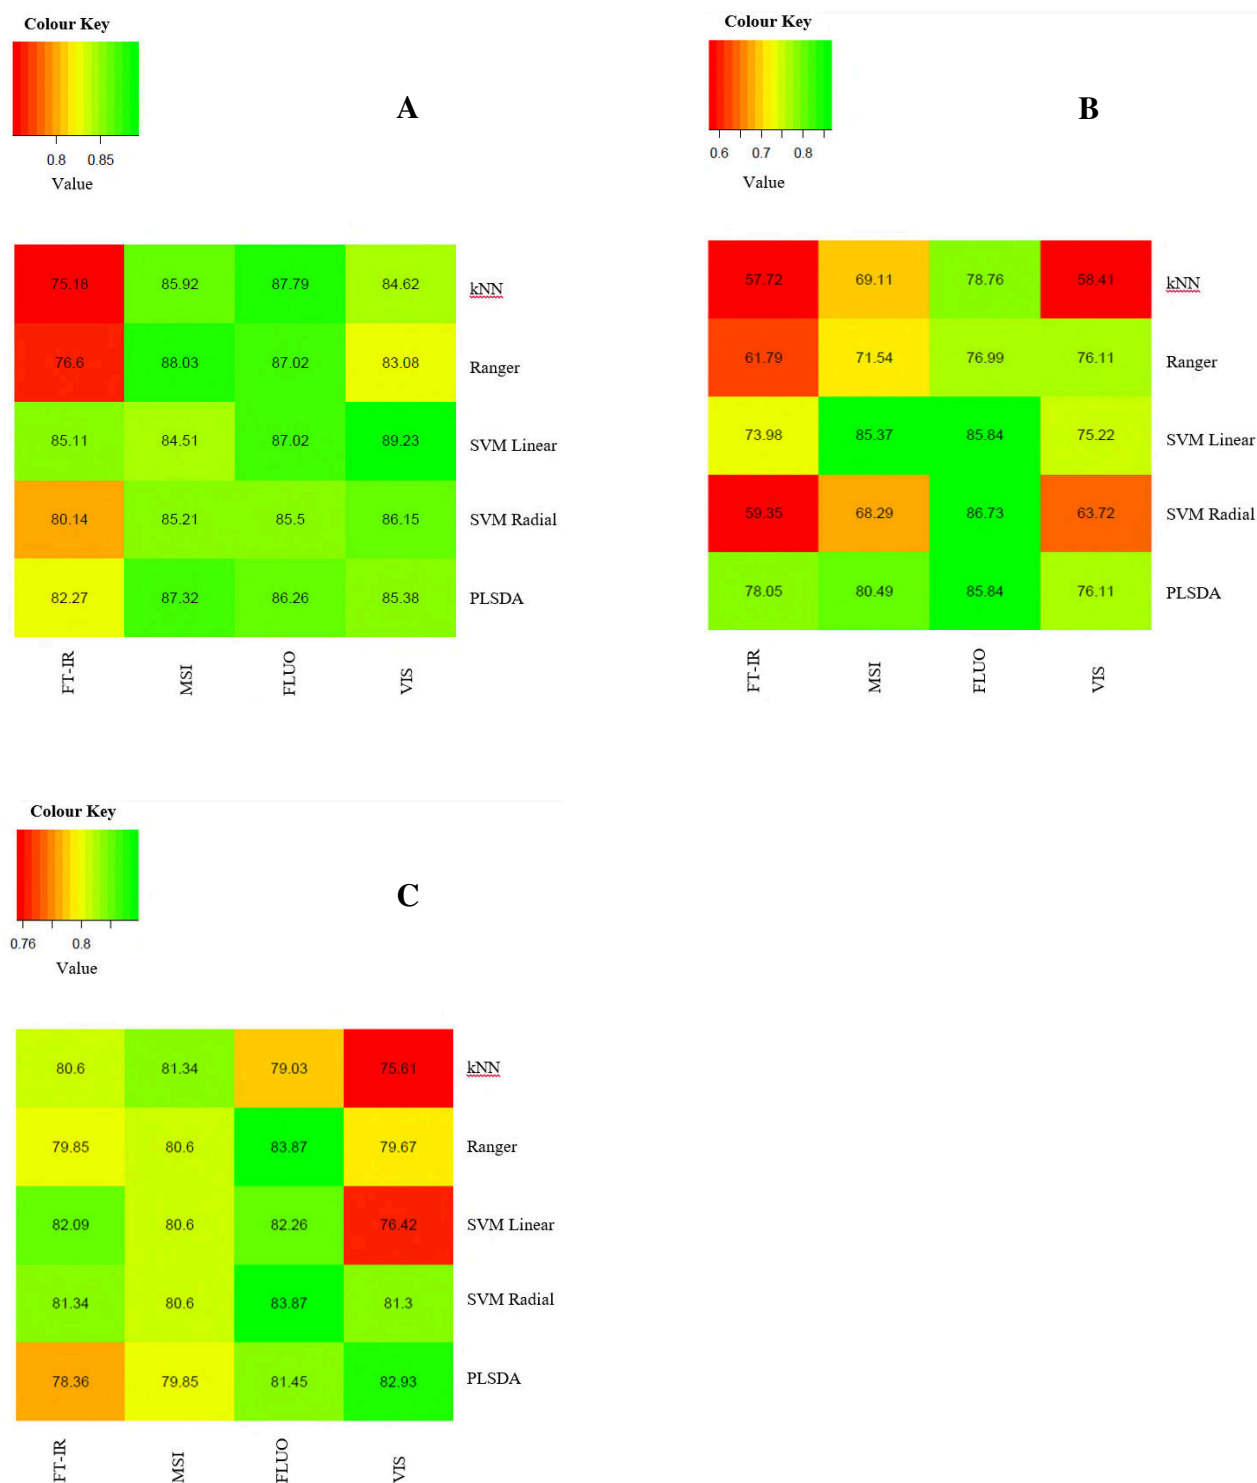 Colour Key
0.8 0.85
Value
A
75.18 85.92 87.79 84.62 kNN
76.6 88.03 87.02 83.08 Ranger
85.11 84.51 87.02 89.23 SVM Linear
80.14 85.21 85.5 86.15 SVM Radial
82.27 87.32 86.26 85.38 PLSDA
FT-IR MSI FLUO VIS
Colour Key
0.6 0.7 0.8
Value
B
57.72 69.11 78.76 58.41 kNN
61.79 71.54 76.99 76.11 Ranger
73.98 85.37 85.84 75.22 SVM Linear
59.35 68.29 86.73 63.72 SVM Radial
78.05 80.49 85.84 76.11 PLSDA
FT-IR MSI FLUO VIS
Colour Key
0.76 0.8
Value
C
80.6 81.34 79.03 75.61 kNN
79.85 80.6 83.87 79.67 Ranger
82.09 80.6 82.26 76.42 SVM Linear
81.34 80.6 83.87 81.3 SVM Radial
78.36 79.85 81.45 82.93 PLSDA
FT-IR MSI FLUO VIS